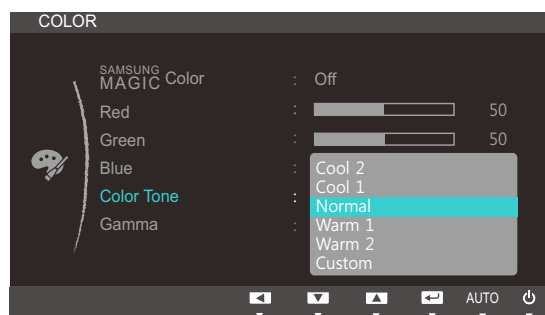 COLOR
SAMSUNG MAGIC Color : Off
Red : 50
Green : 50
Blue :
Color Tone :
Gamma :
Cool 2
Cool 1
Normal
Warm 1
Warm 2
Custom
AUTO